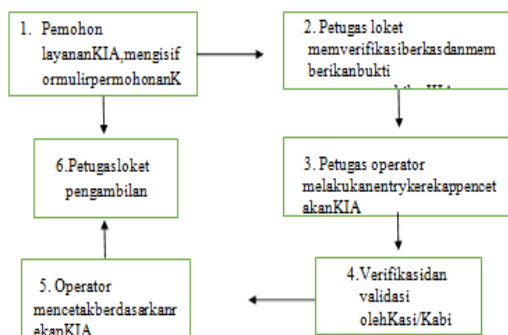 1. Pemohon
layananKIA,mengisif
ormulirpermohonanK
2. Petugas loket
memverifikasiberkasdanmem
berikanbukti
3. Petugas operator
melakukanentrykerekappencet
akanKIA
4.Verifikasidan
validasi
olehKasi/Kabi
5. Operator
mencetakberdasarkanr
ekanKIA
6.Petugasloket
pengambilan